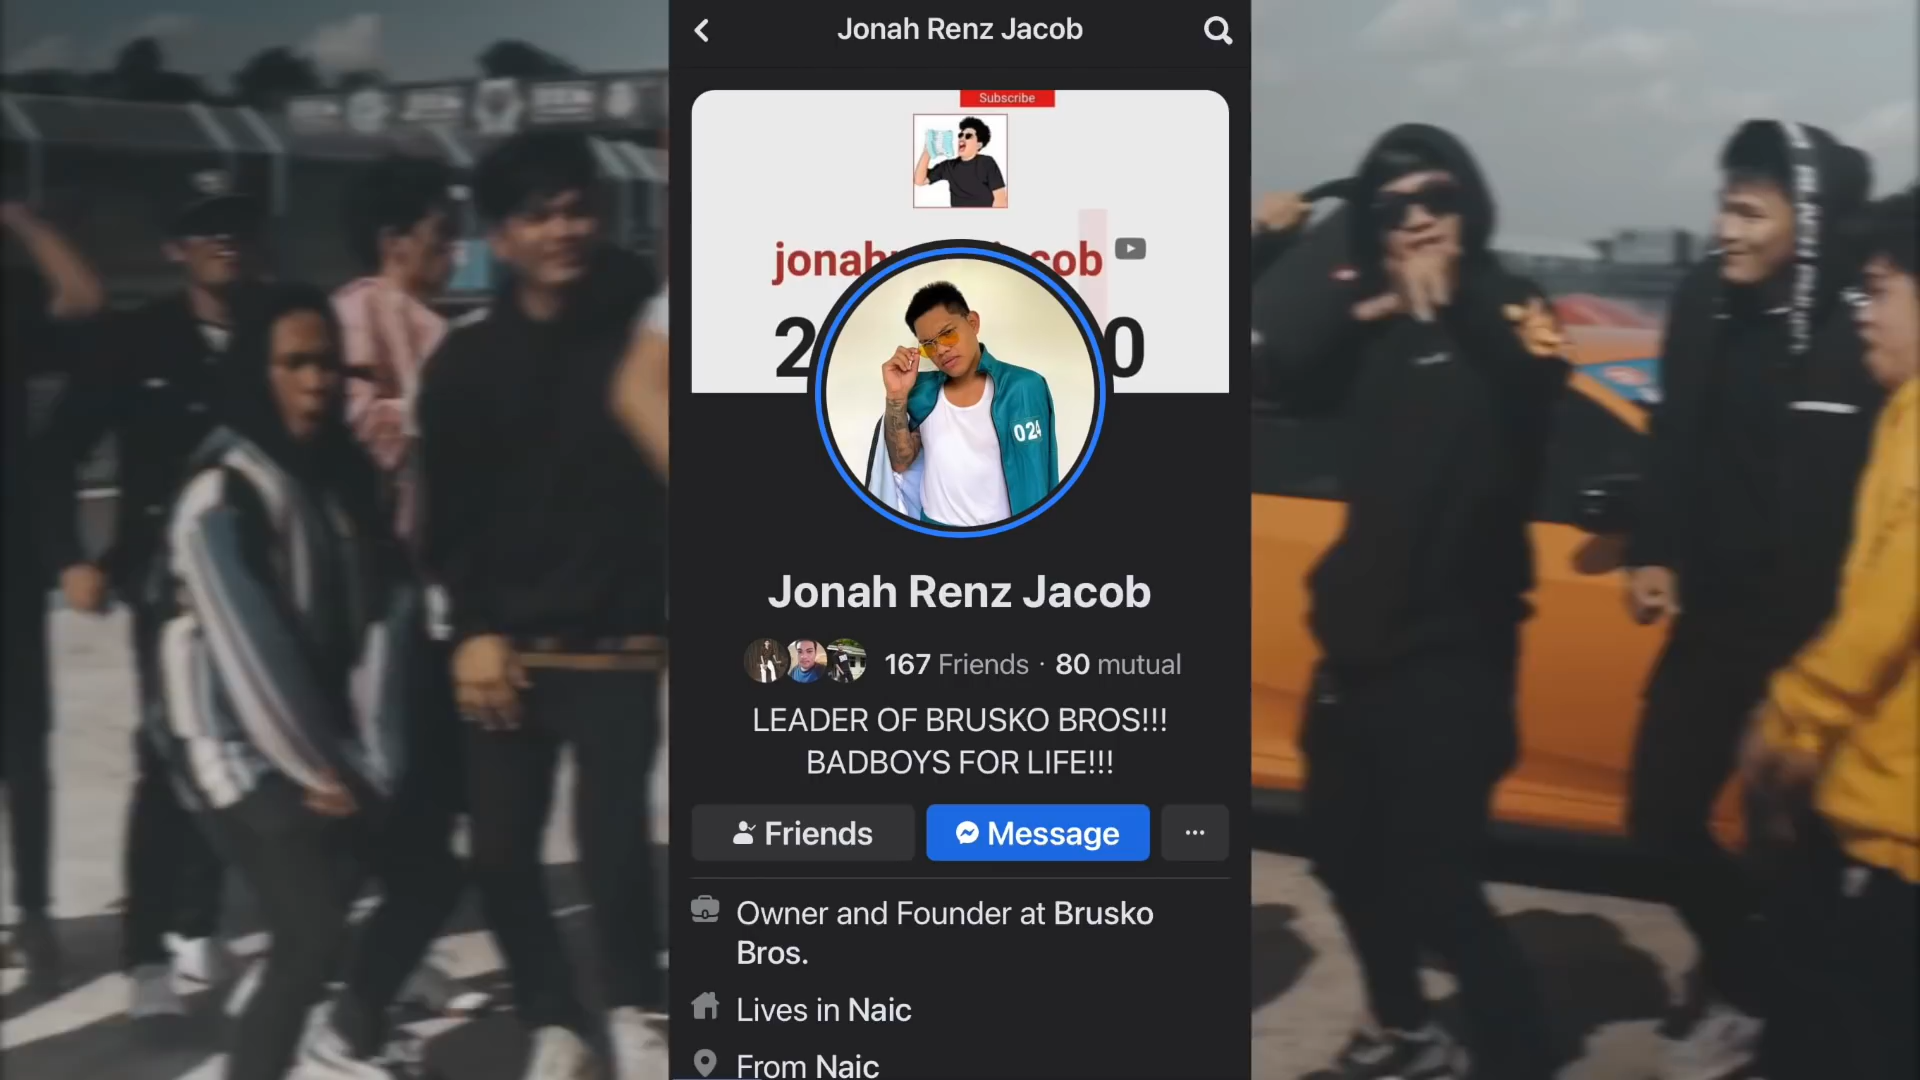 Jonah Renz Jacob
Subscribe
024
Jonah Renz Jacob
167 Friends · 80 mutual
LEADER OF BRUSKO BROS!!!
BADBOYS FOR LIFE!!!
Friends
Message
Owner and Founder at Brusko
Bros.
Lives in Naic
From Naic